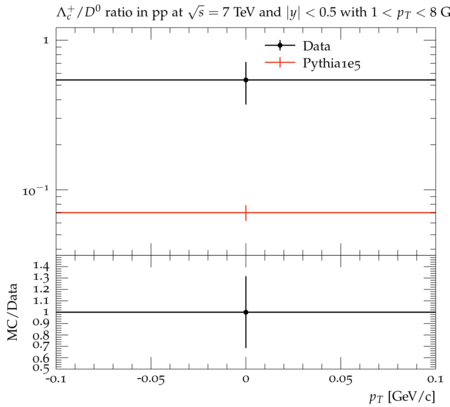 Λc+/D0 ratio in pp at √s = 7 TeV and |y| < 0.5 with 1 < pT < 8 G
1
Data
Pythia1e5
10−1
1.4
1.3
1.2
1.1
1
0.9
0.8
0.7
0.6
0.5
MC/Data
-0.1 -0.05 0 0.05 0.1
pT [GeV/c]